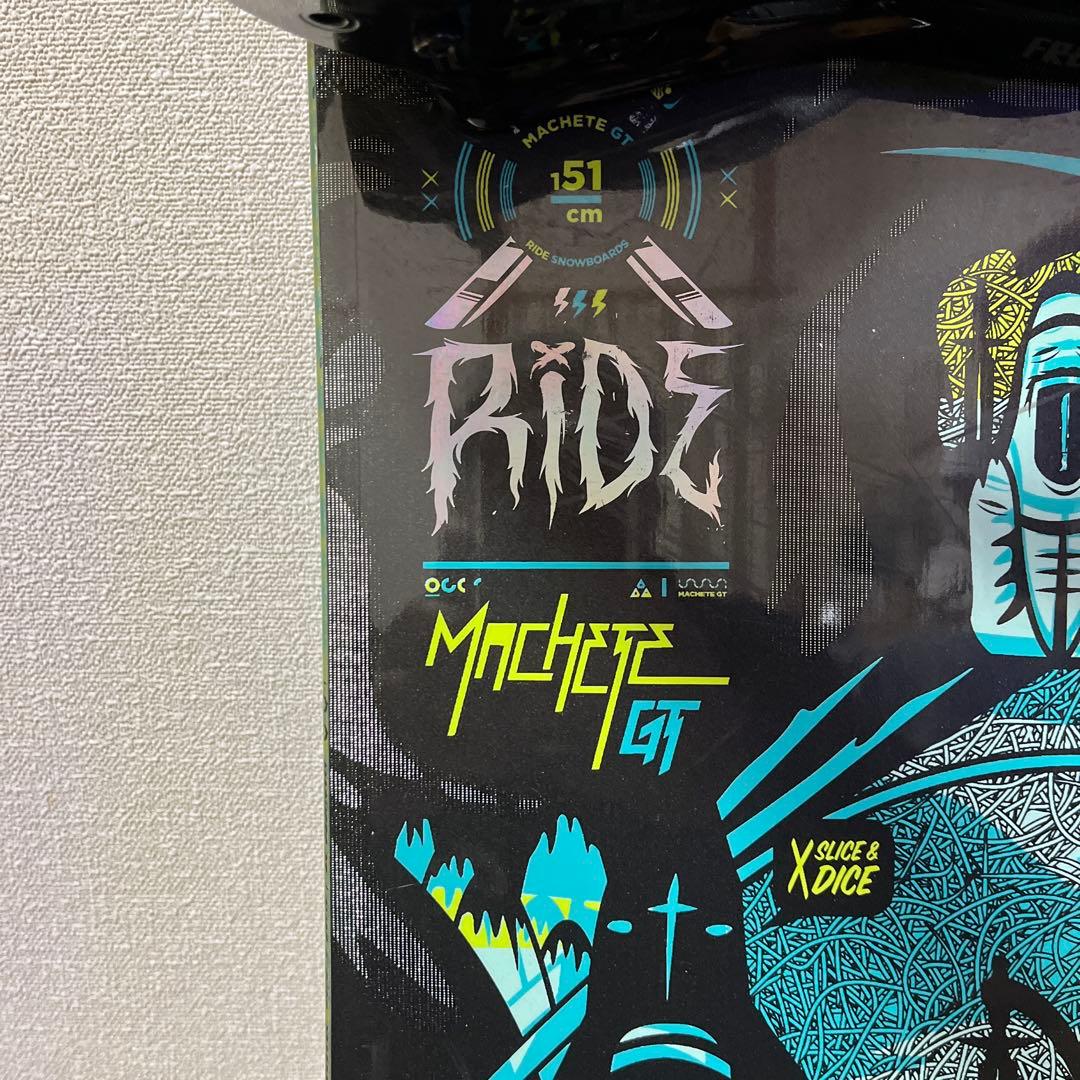 MACHETE GT
151
cm
RIDE SNOWBOARDS
RIDE
MACHETE GT
MACHETE
GT
X SLICE &
DICE